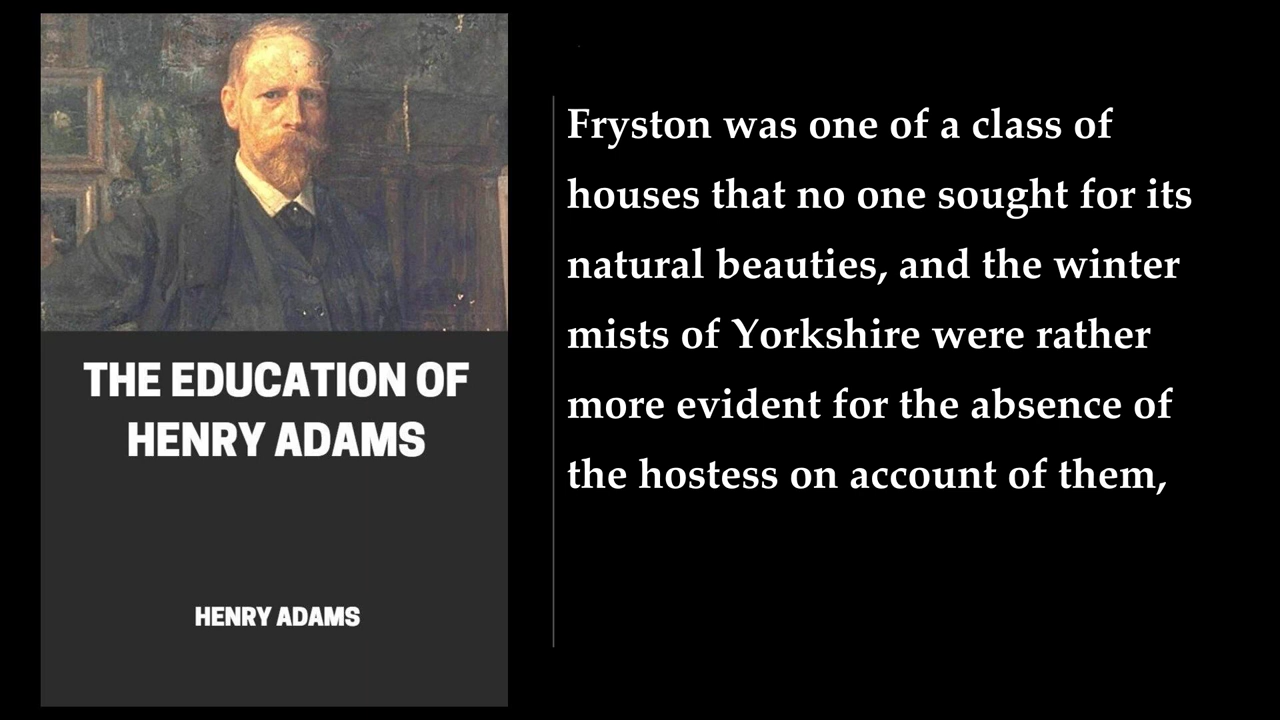 THE EDUCATION OF
HENRY ADAMS
HENRY ADAMS
Fryston was one of a class of
houses that no one sought for its
natural beauties, and the winter
mists of Yorkshire were rather
more evident for the absence of
the hostess on account of them,